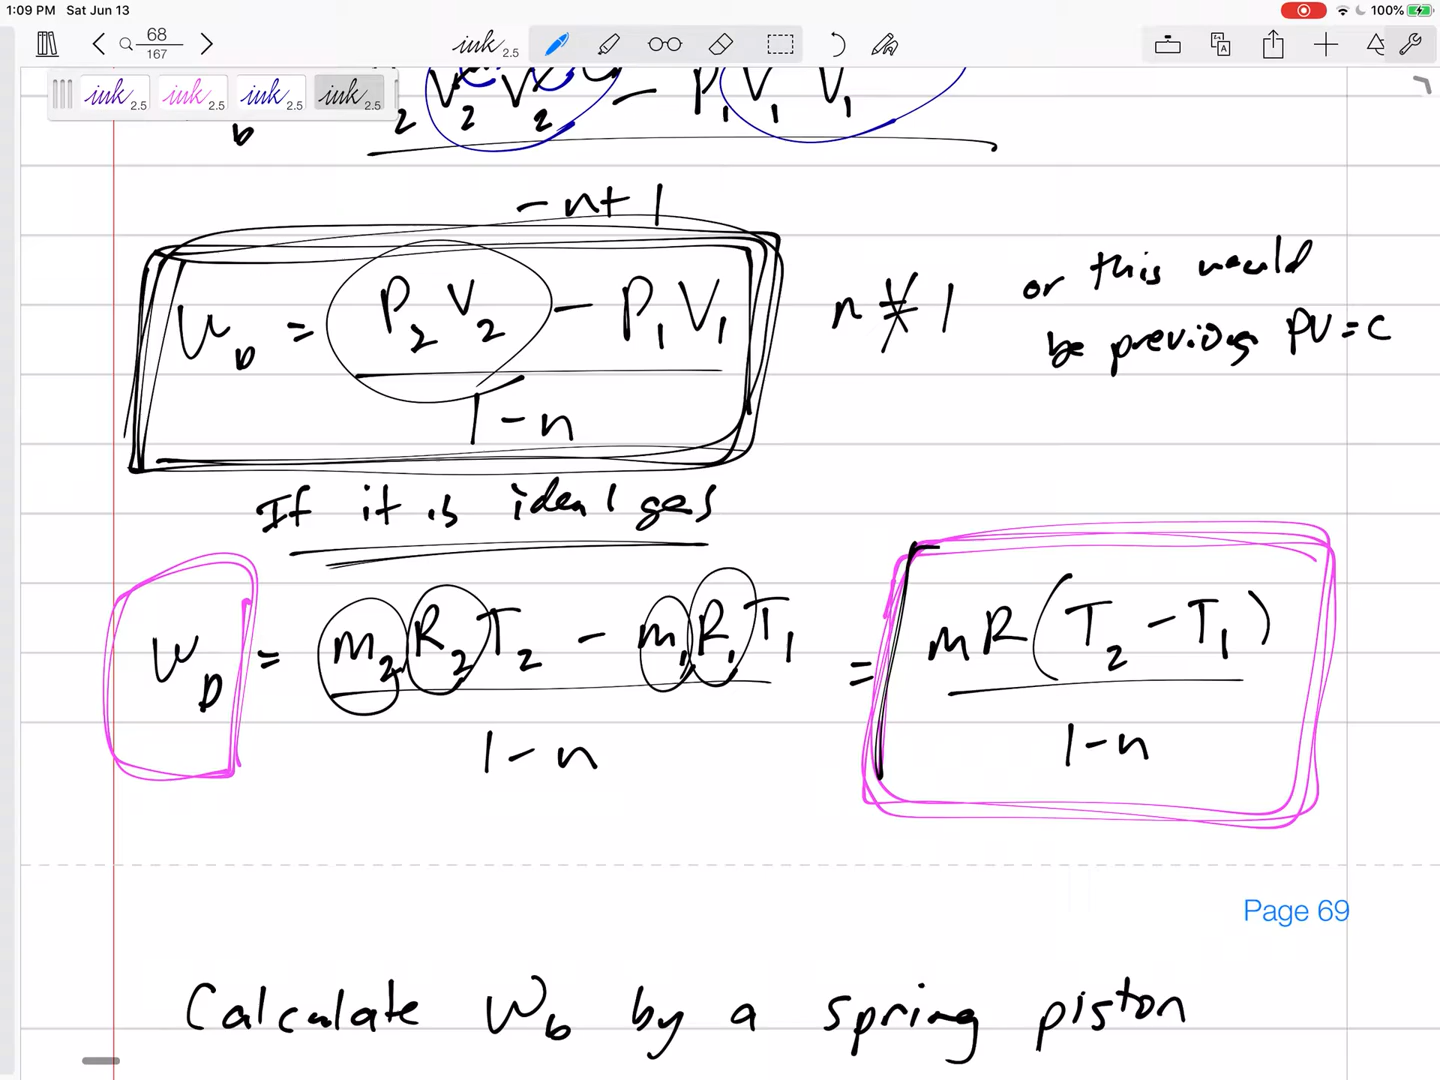 1:09 PM Sat Jun 13
100%
68
167
ink 2.5
ink 2.5 ink 2.5 ink 2.5 ink 2.5
b 2 V2 V2 - P1 V1 V1
-n+1
Wb = P2V2 - P1V1
1-n
n ≠ 1
or this would
be previous PV=C
If it is ideal gas
Wb = m2R2T2 - m1R1T1 = mR(T2-T1)
1-n 1-n
Page 69
Calculate Wb by a spring piston